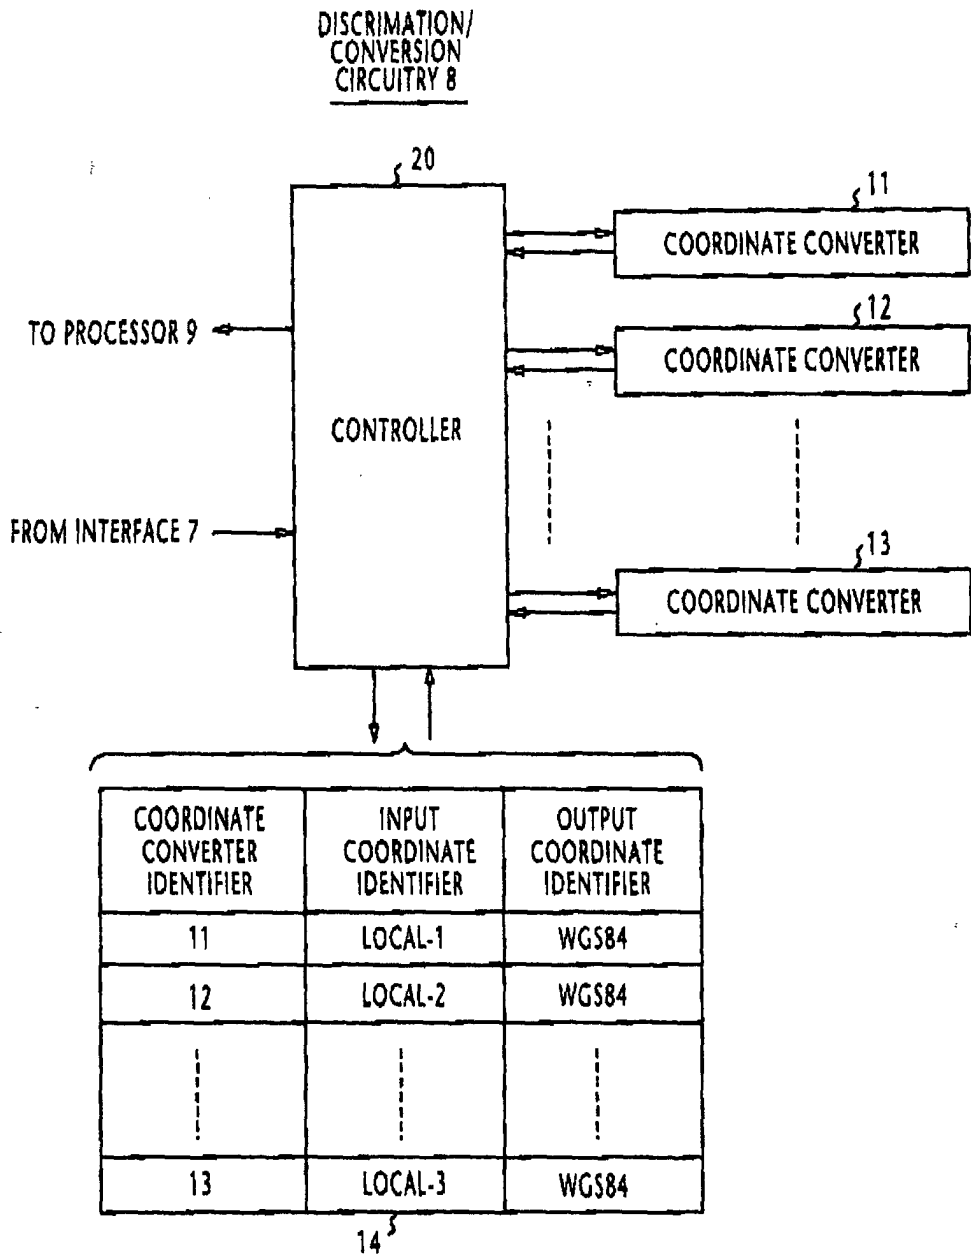 DISCRIMATION/
CONVERSION
CIRCUITRY 8
20
11
COORDINATE CONVERTER
12
TO PROCESSOR 9
COORDINATE CONVERTER
CONTROLLER
FROM INTERFACE 7
13
COORDINATE CONVERTER
COORDINATE
CONVERTER
IDENTIFIER
INPUT
COORDINATE
IDENTIFIER
OUTPUT
COORDINATE
IDENTIFIER
11
LOCAL-1
WGS84
12
LOCAL-2
WGS84
13
LOCAL-3
WGS84
14